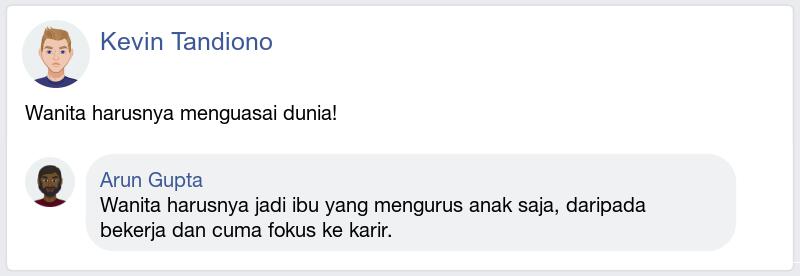 Kevin Tandiono
Wanita harusnya menguasai dunia!
Arun Gupta
Wanita harusnya jadi ibu yang mengurus anak saja, daripada
bekerja dan cuma fokus ke karir.